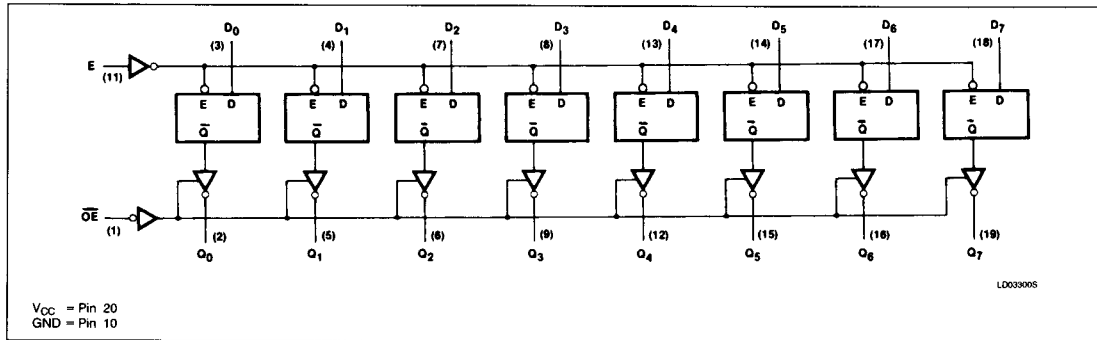 D0 D1 D2 D3 D4 D5 D6 D7
(3) (4) (7) (8) (13) (14) (17) (18)
E
(11)
E D E D E D E D E D E D E D E D
Q̅ Q̅ Q̅ Q̅ Q̅ Q̅ Q̅ Q̅
O̅E̅
(1) (2) (5) (6) (9) (12) (15) (16) (19)
Q0 Q1 Q2 Q3 Q4 Q5 Q6 Q7
LD03300S
VCC = Pin 20
GND = Pin 10